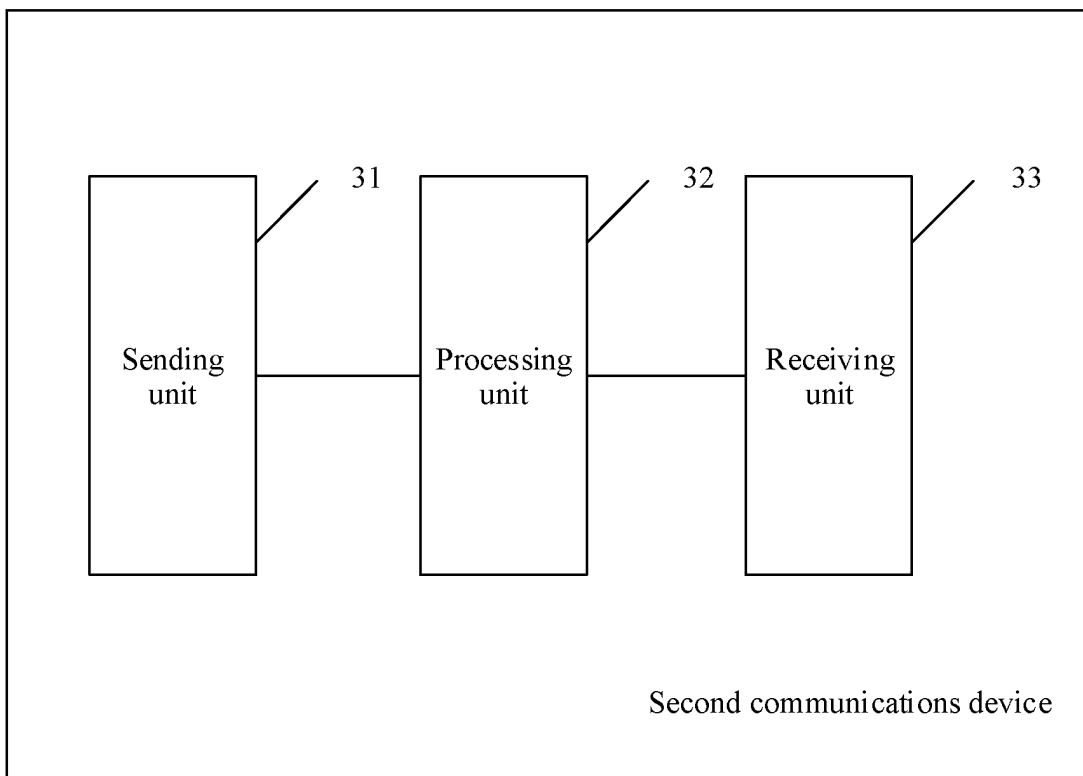 31
32
33
Sending
unit
Processing
unit
Receiving
unit
Second communications device